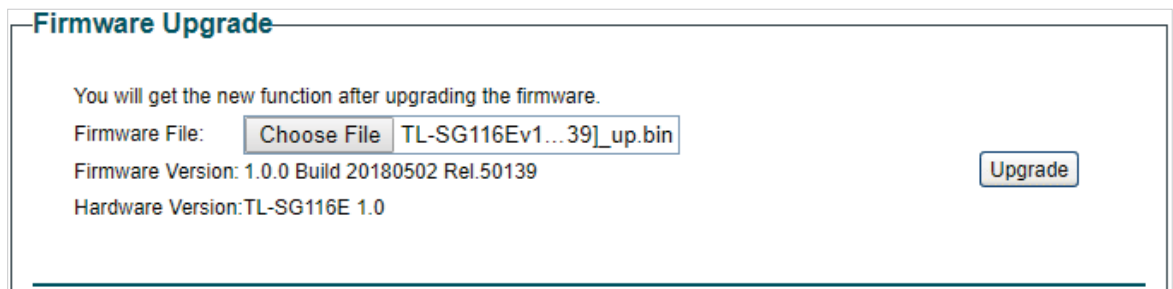 Firmware Upgrade
You will get the new function after upgrading the firmware.
Firmware File: Choose File TL-SG116Ev1...39]_up.bin
Firmware Version: 1.0.0 Build 20180502 Rel.50139
Upgrade
Hardware Version:TL-SG116E 1.0